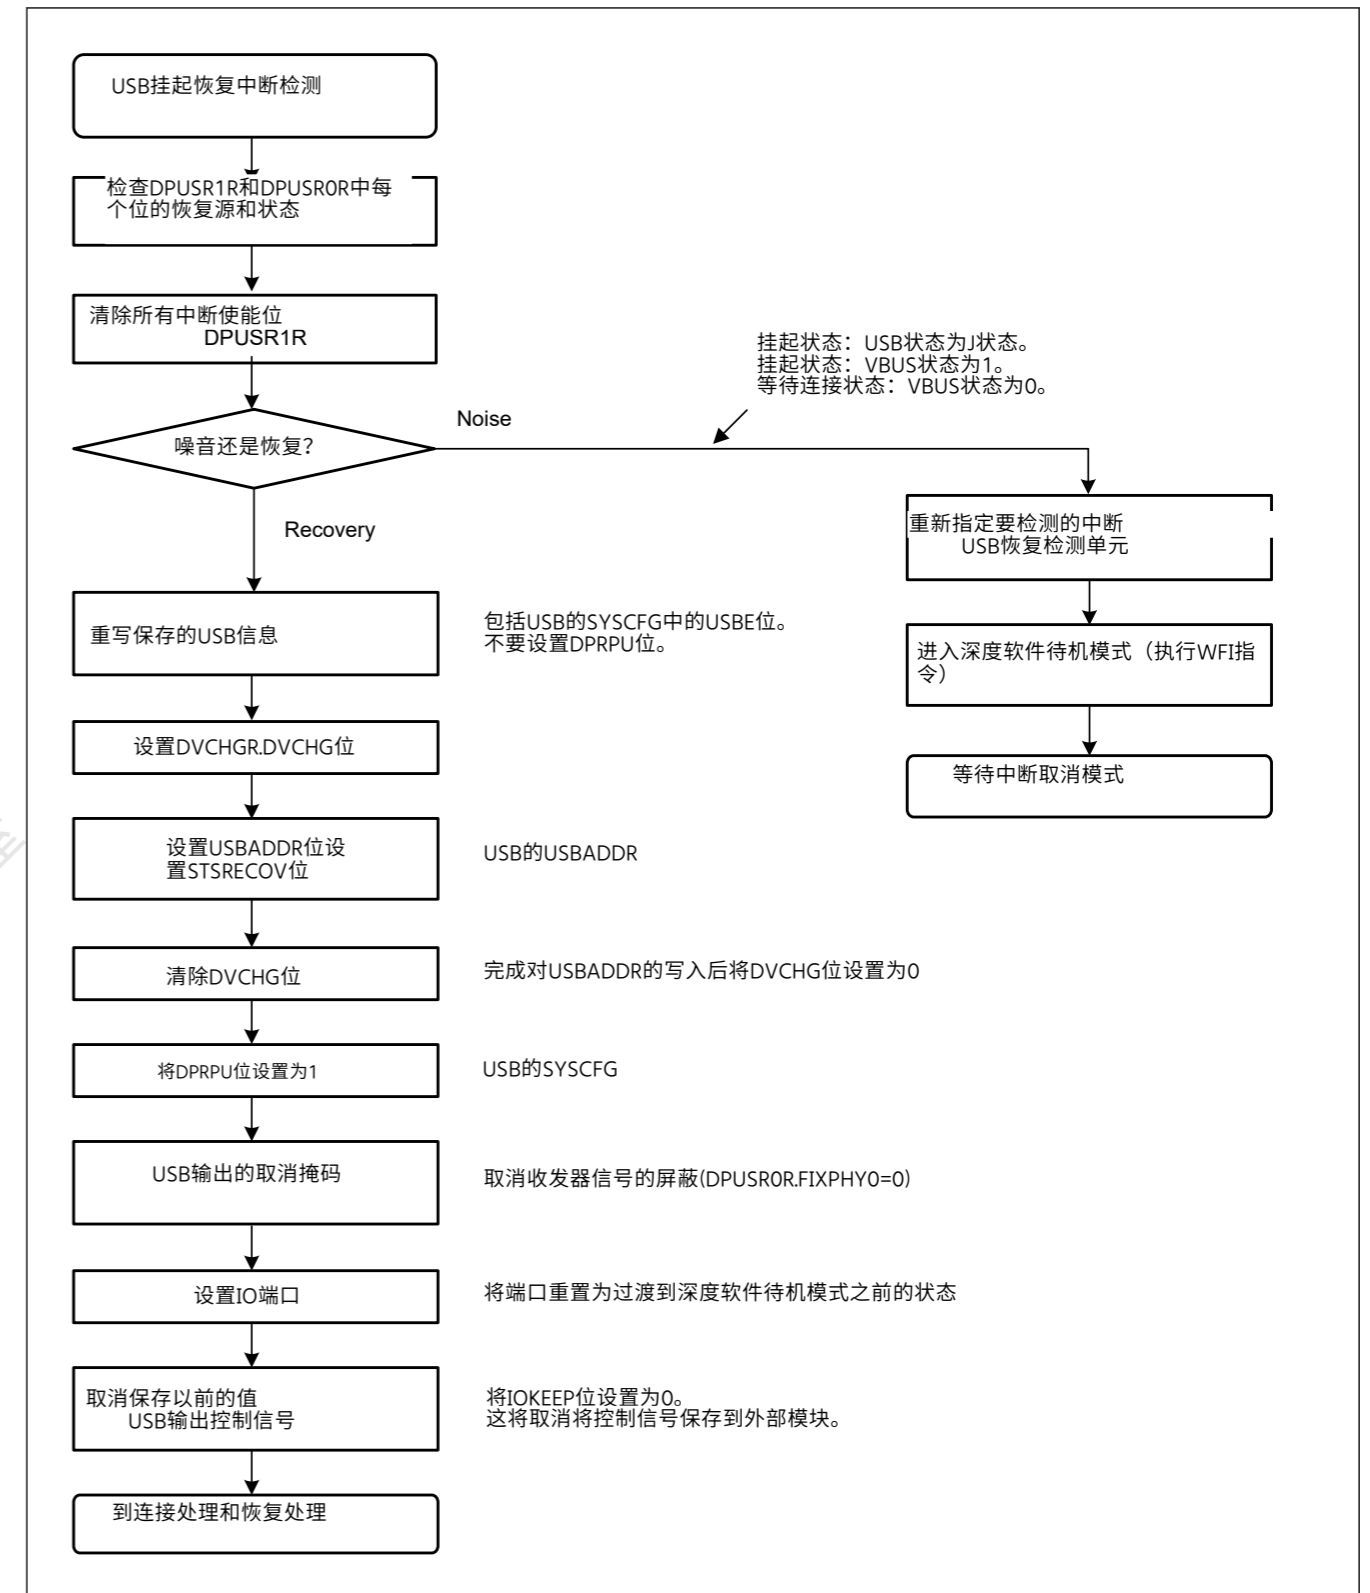 USB挂起恢复中断检测
检查DPUSR1R和DPUSR0R中每
个位的恢复源和状态
清除所有中断使能位
DPUSR1R
挂起状态：USB状态为J状态。
挂起状态：VBUS状态为1。
等待连接状态：VBUS状态为0。
Noise
噪音还是恢复？
Recovery
重新指定要检测的中断
USB恢复检测单元
重写保存的USB信息
包括USB的SYSCFG中的USBE位。
不要设置DPRPU位。
进入深度软件待机模式（执行WFI指
令）
设置DVCHGR.DVCHG位
等待中断取消模式
设置USBADDR位设
置STSRECOV位
USB的USBADDR
清除DVCHG位
完成对USBADDR的写入后将DVCHG位设置为0
将DPRPU位设置为1
USB的SYSCFG
USB输出的取消掩码
取消收发器信号的屏蔽(DPUSR0R.FIXPHY0=0)
设置IO端口
将端口重置为过渡到深度软件待机模式之前的状态
取消保存以前的值
USB输出控制信号
将IOKEEP位设置为0。
这将取消将控制信号保存到外部模块。
到连接处理和恢复处理